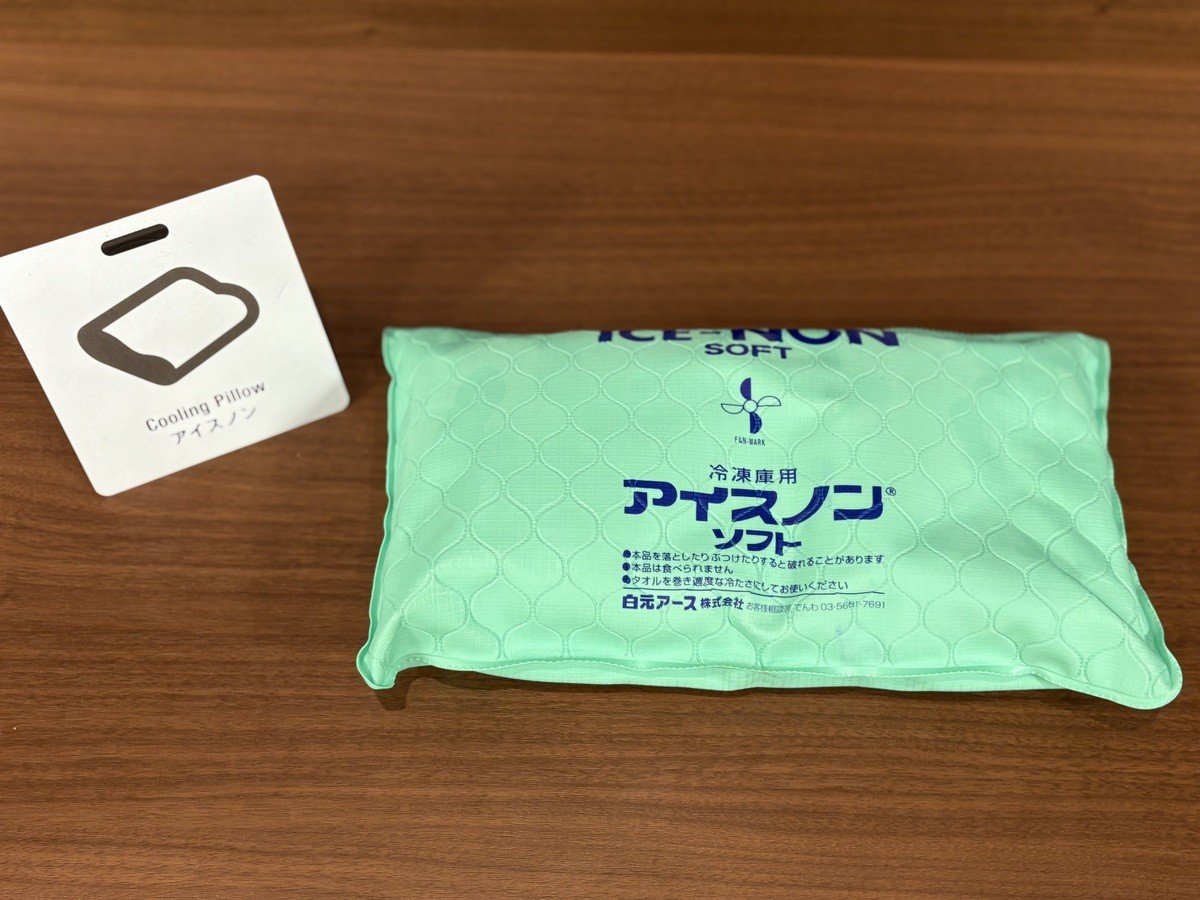 Cooling Pillow
アイスノン
ICE-NON
SOFT
FAN-MARK
冷凍庫用
アイスノン®
ソフト
●本品を落としたりぶつけたりすると破れることがあります
●本品は食べられません
●タオルを巻き適度な冷たさにしてお使いください
白元アース株式会社 お客様相談室 でんわ 03-5681-7691